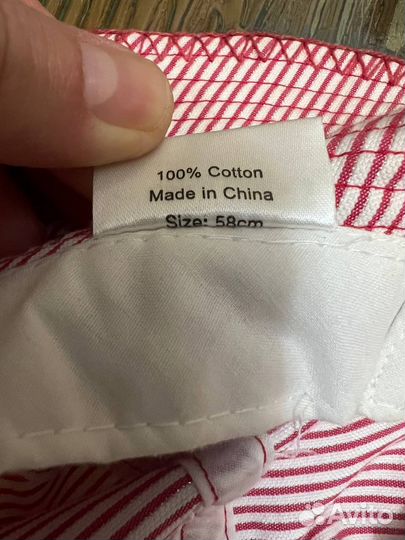 100% Cotton
Made in China
Size: 58cm
Avito